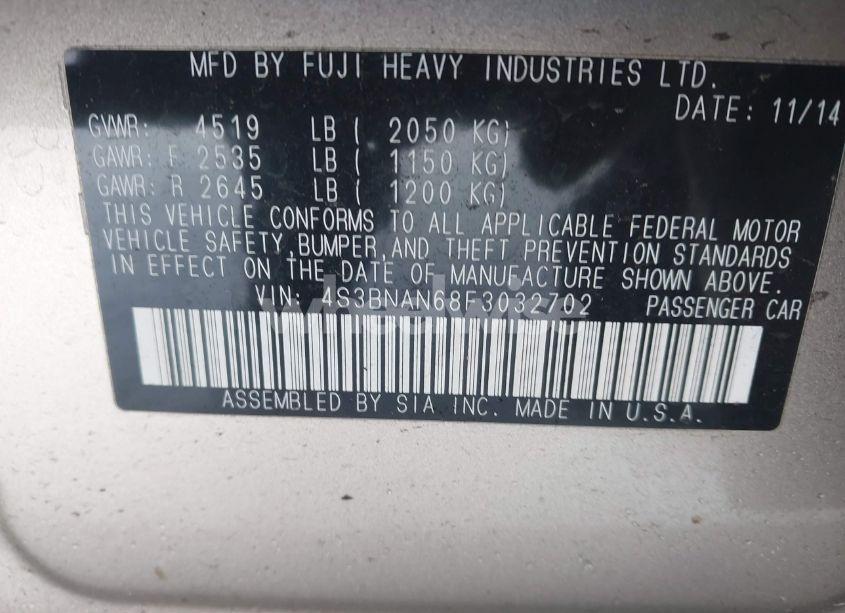 MFD BY FUJI HEAVY INDUSTRIES LTD.
DATE: 11/14
GVWR: 4519 LB ( 2050 KG)
GAWR: F 2535 LB ( 1150 KG)
GAWR: R 2645 LB ( 1200 KG)
THIS VEHICLE CONFORMS TO ALL APPLICABLE FEDERAL MOTOR
VEHICLE SAFETY, BUMPER, AND THEFT PREVENTION STANDARDS
IN EFFECT ON THE DATE OF MANUFACTURE SHOWN ABOVE.
VIN: 4S3BNAN68F3032702 PASSENGER CAR
wheelwise
ASSEMBLED BY SIA INC. MADE IN U.S.A.